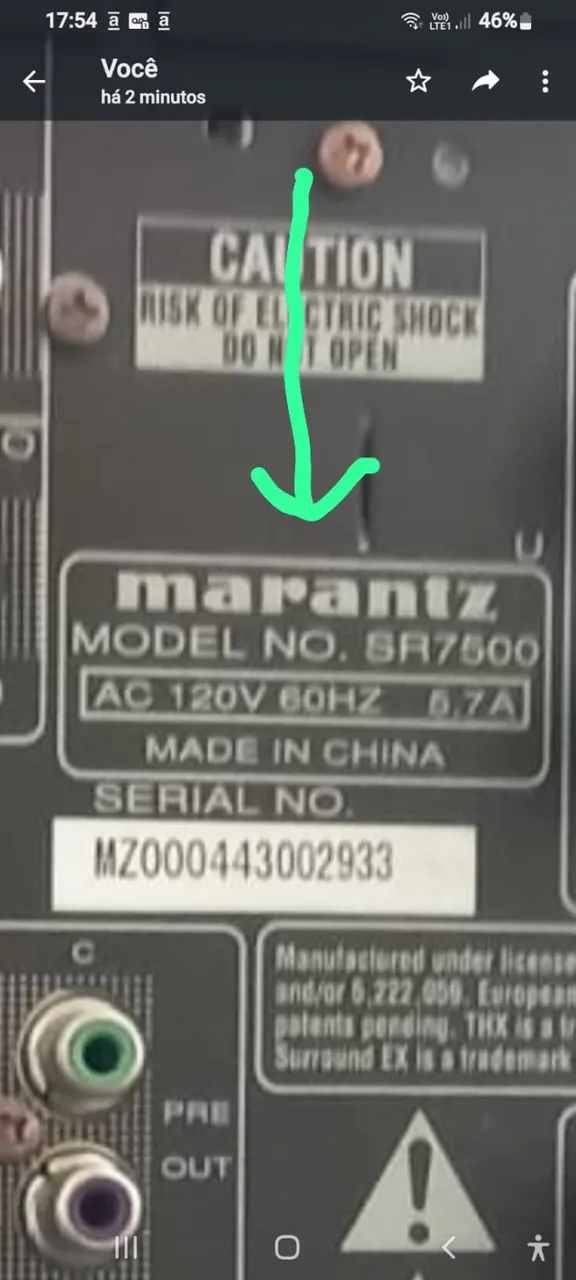 17:54
46%
Você
há 2 minutos
CAUTION
RISK OF ELECTRIC SHOCK
DO NOT OPEN
U
marantz
MODEL NO. SR7500
AC 120V 60HZ 5.7A
MADE IN CHINA
SERIAL NO.
MZ000443002933
C
Manufactured under license
and/or 5,222,059. European
patents pending. THX is a tr
Surround EX is a trademark
PRE
OUT